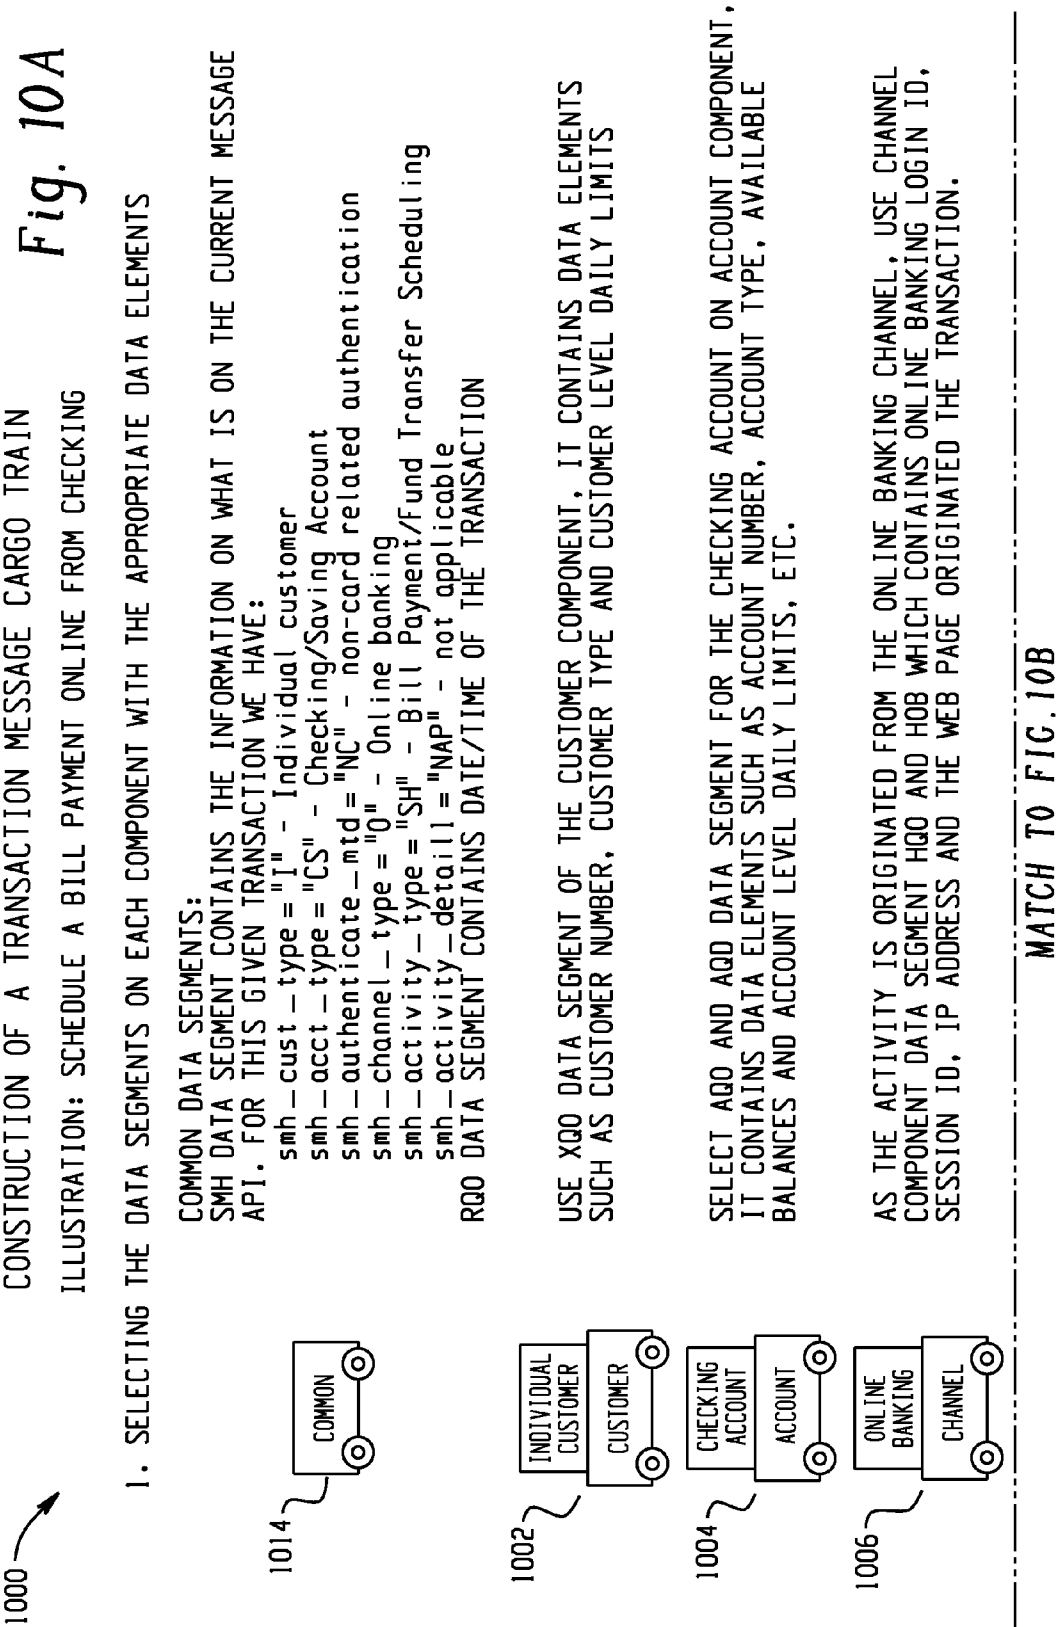 1000
CONSTRUCTION OF A TRANSACTION MESSAGE CARGO TRAIN
Fig. 10A
ILLUSTRATION: SCHEDULE A BILL PAYMENT ONLINE FROM CHECKING
1. SELECTING THE DATA SEGMENTS ON EACH COMPONENT WITH THE APPROPRIATE DATA ELEMENTS
1014
COMMON
COMMON DATA SEGMENTS:
SMH DATA SEGMENT CONTAINS THE INFORMATION ON WHAT IS ON THE CURRENT MESSAGE
API. FOR THIS GIVEN TRANSACTION WE HAVE:
smh_cust_type = "I" - Individual customer
smh_acct_type = "CS" - Checking/Saving Account
smh_authenticate_mtd = "NC" - non-card related authentication
smh_channel_type = "O" - Online banking
smh_activity_type = "SH" - Bill Payment/Fund Transfer Scheduling
smh_activity_detail1 = "NAP" - not applicable
RQO DATA SEGMENT CONTAINS DATE/TIME OF THE TRANSACTION
1002
INDIVIDUAL
CUSTOMER
CUSTOMER
USE XQO DATA SEGMENT OF THE CUSTOMER COMPONENT, IT CONTAINS DATA ELEMENTS
SUCH AS CUSTOMER NUMBER, CUSTOMER TYPE AND CUSTOMER LEVEL DAILY LIMITS
1004
CHECKING
ACCOUNT
ACCOUNT
SELECT AQO AND AQD DATA SEGMENT FOR THE CHECKING ACCOUNT ON ACCOUNT COMPONENT,
IT CONTAINS DATA ELEMENTS SUCH AS ACCOUNT NUMBER, ACCOUNT TYPE, AVAILABLE
BALANCES AND ACCOUNT LEVEL DAILY LIMITS, ETC.
1006
ONLINE
BANKING
CHANNEL
AS THE ACTIVITY IS ORIGINATED FROM THE ONLINE BANKING CHANNEL, USE CHANNEL
COMPONENT DATA SEGMENT HQO AND HOB WHICH CONTAINS ONLINE BANKING LOGIN ID,
SESSION ID, IP ADDRESS AND THE WEB PAGE ORIGINATED THE TRANSACTION.
MATCH TO FIG.10B